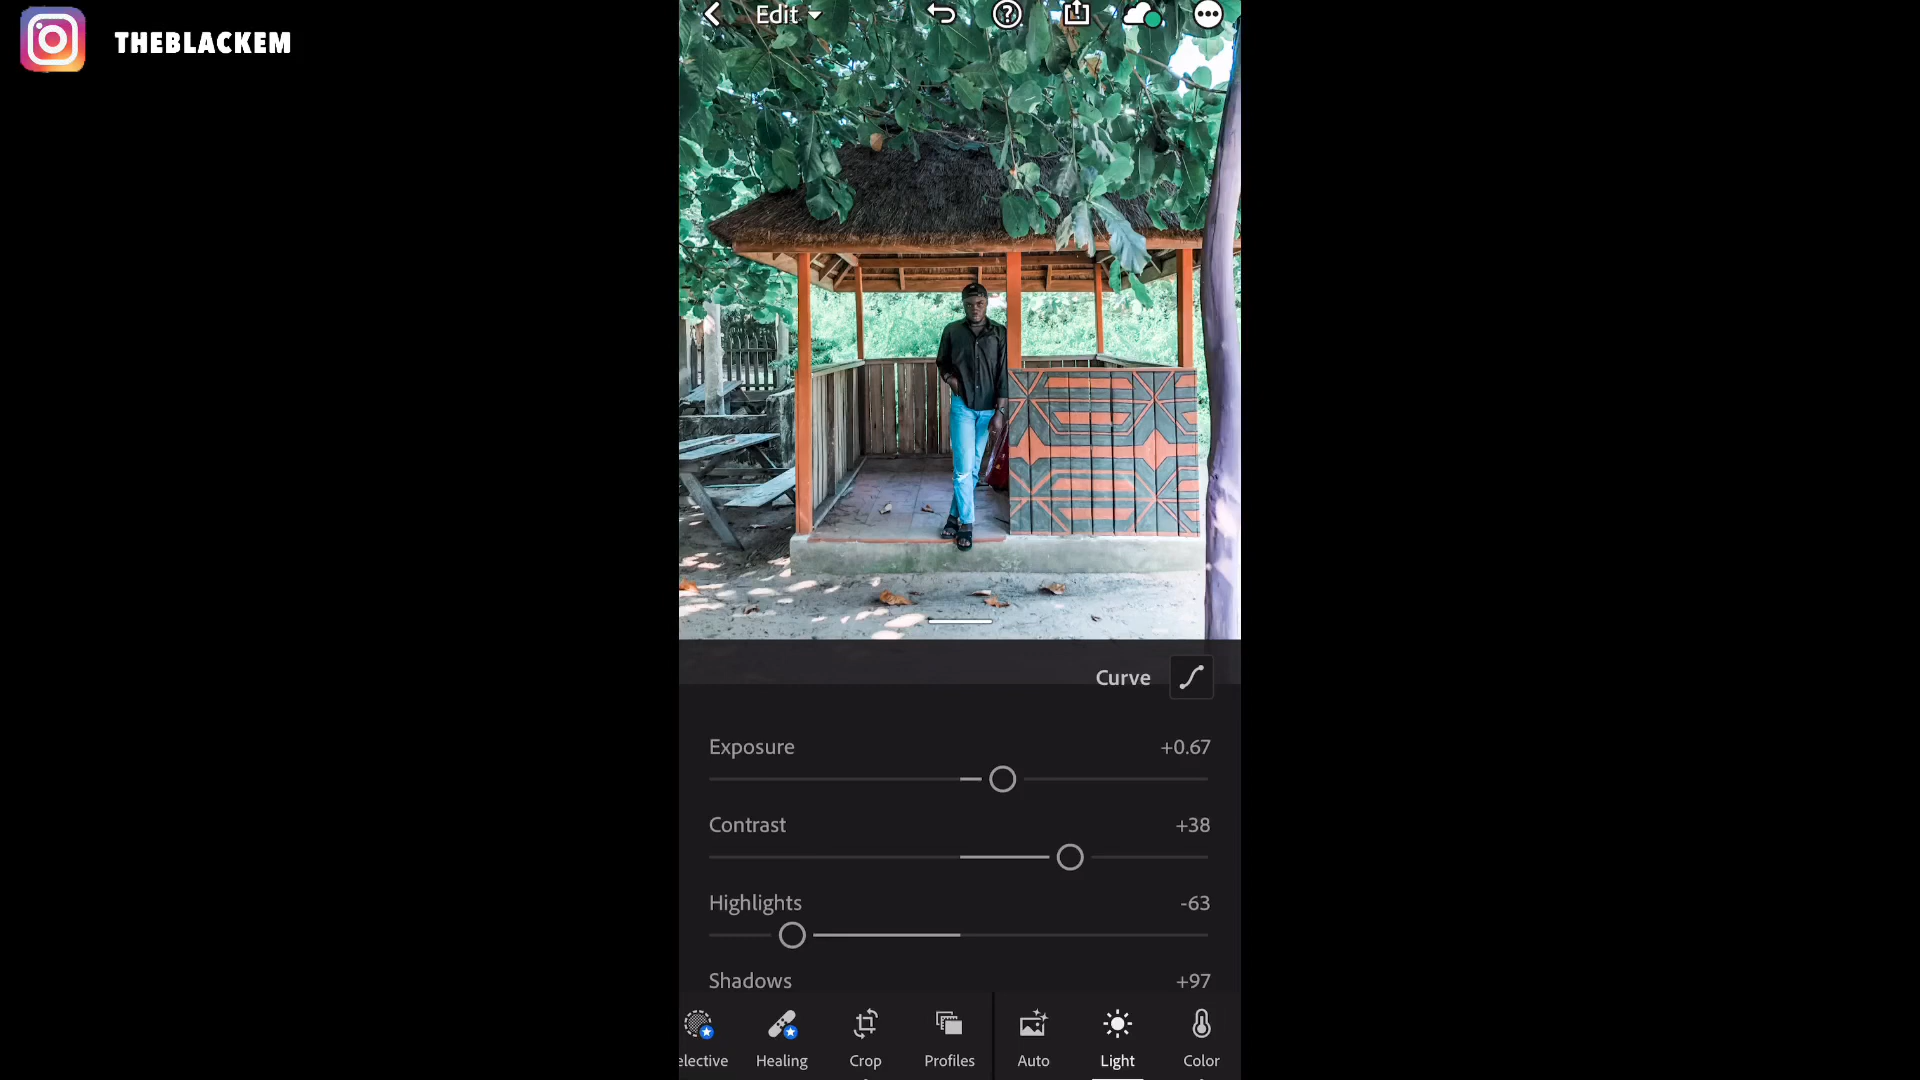 THEBLACKEM
Edit
Curve
Exposure +0.67
Contrast +38
Highlights -63
Shadows +97
elective Healing Crop Profiles Auto Light Color